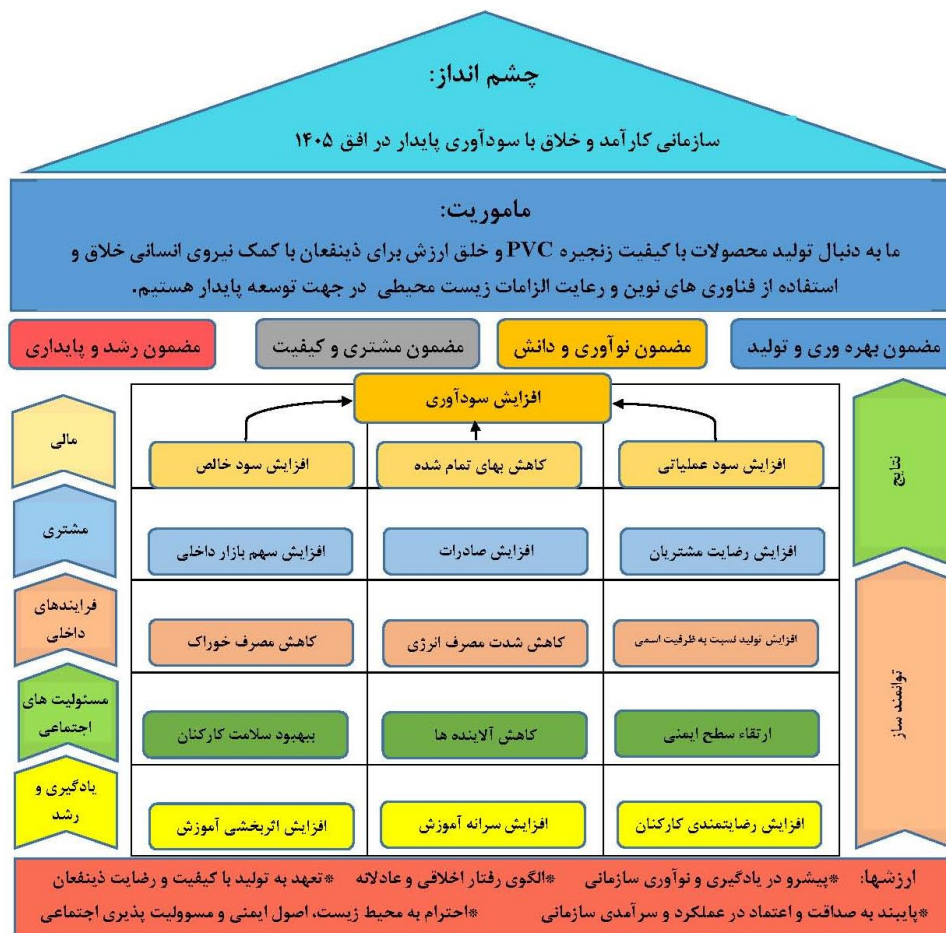 چشم انداز:
سازمانی کارآمد و خلاق با سودآوری پایدار در افق ۱۴۰۵
ماموریت:
ما به دنبال تولید محصولات با کیفیت زنجیره PVC و خلق ارزش برای ذینفعان با کمک نیروی انسانی خلاق و
استفاده از فناوری های نوین و رعایت الزامات زیست محیطی در جهت توسعه پایدار هستیم.
مضمون بهره وری و تولید
مضمون نوآوری و دانش
مضمون مشتری و کیفیت
مضمون رشد و پایداری
افزایش سودآوری
نتایج
افزایش سود عملیاتی
کاهش بهای تمام شده
افزایش سود خالص
مالی
افزایش رضایت مشتریان
افزایش صادرات
افزایش سهم بازار داخلی
مشتری
توانمند ساز
افزایش تولید نسبت به ظرفیت اسمی
کاهش شدت مصرف انرژی
کاهش مصرف خوراک
فرایندهای
داخلی
ارتقاء سطح ایمنی
کاهش آلاینده ها
ببهبود سلامت کارکنان
مسئولیت های
اجتماعی
افزایش رضایتمندی کارکنان
افزایش سرانه آموزش
افزایش اثربخشی آموزش
یادگیری و
رشد
ارزشها: *پیشرو در یادگیری و نوآوری سازمانی *الگوی رفتار اخلاقی و عادلانه *تعهد به تولید با کیفیت و رضایت ذینفعان
*پایبند به صداقت و اعتماد در عملکرد و سرآمدی سازمانی *احترام به محیط زیست، اصول ایمنی و مسوولیت پذیری اجتماعی